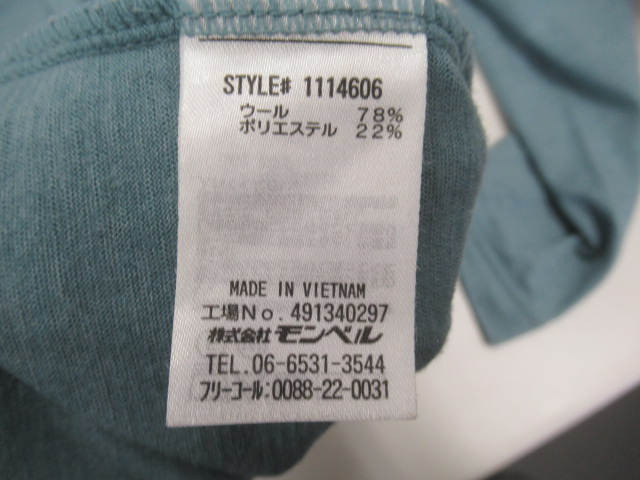 STYLE# 1114606
ウール 78%
ポリエステル 22%
MADE IN VIETNAM
工場No.491340297
株式会社 モンベル
TEL.06-6531-3544
フリーコール:0088-22-0031